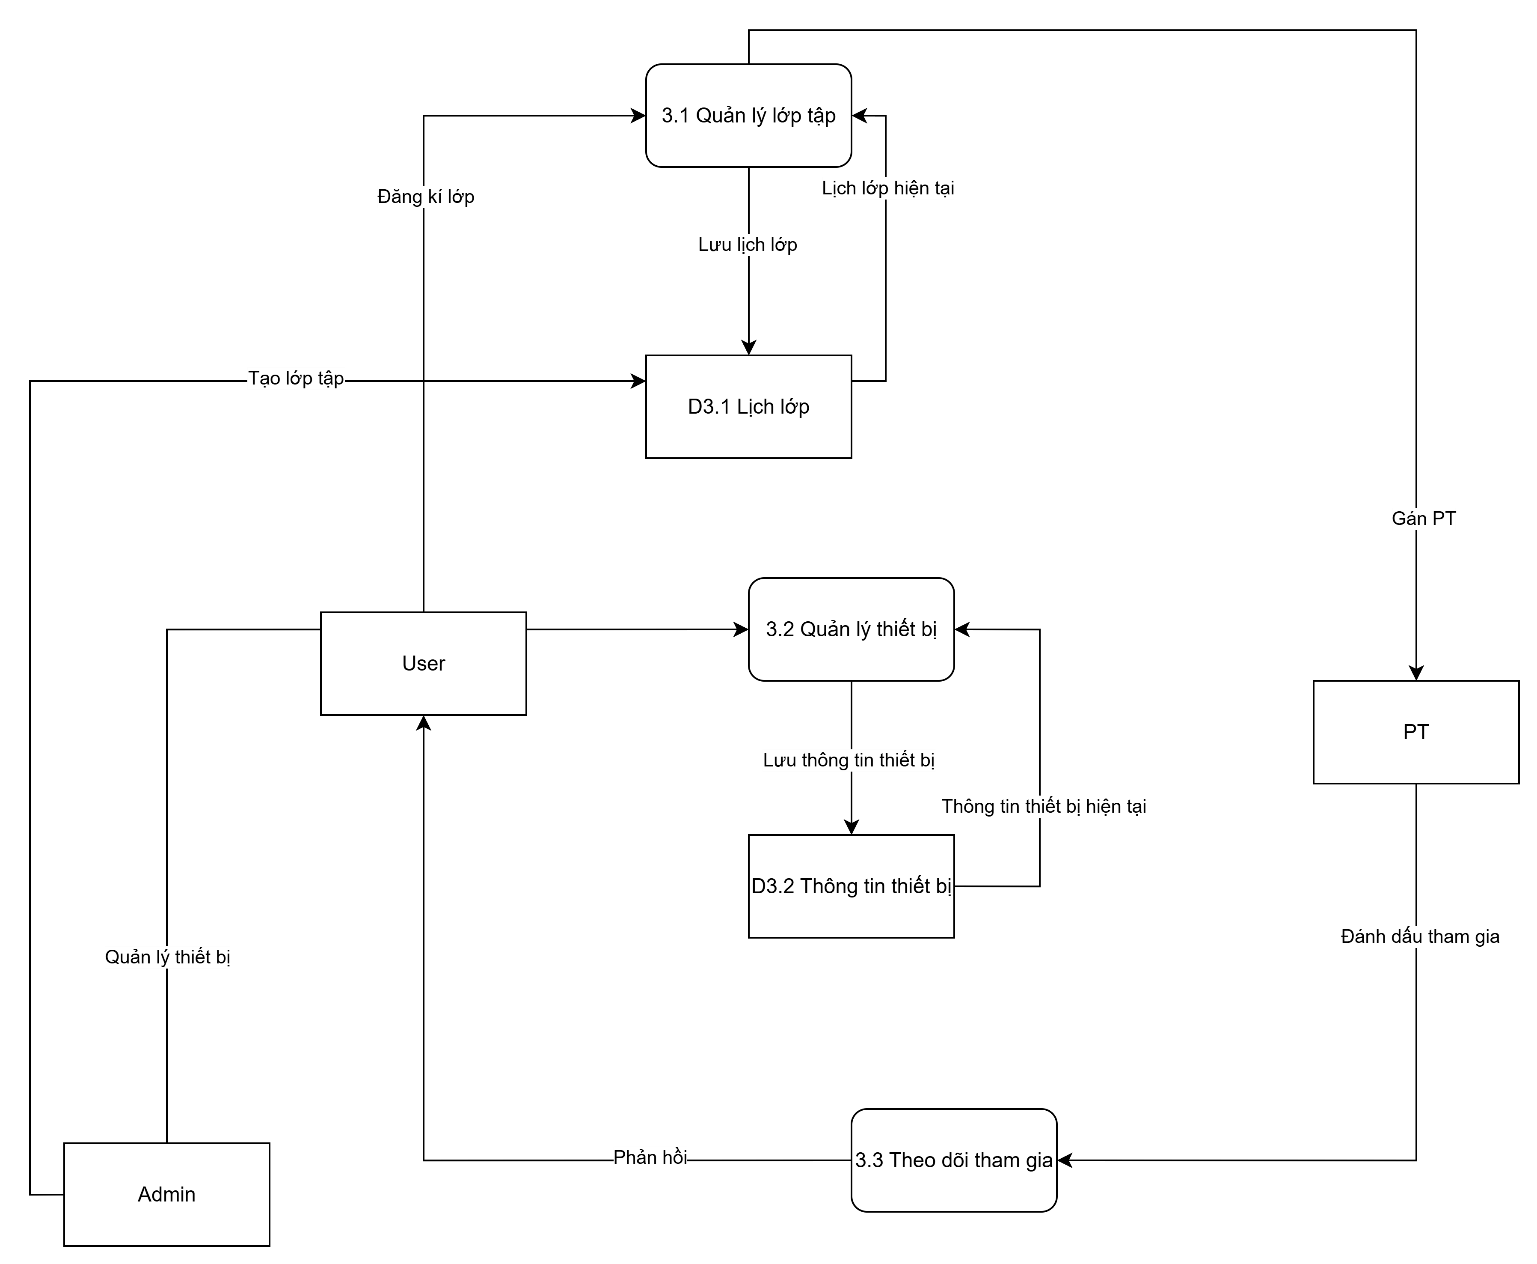 3.1 Quản lý lớp tập
Đăng kí lớp
Lịch lớp hiện tại
Lưu lịch lớp
Tạo lớp tập
D3.1 Lịch lớp
Gán PT
User
3.2 Quản lý thiết bị
PT
Lưu thông tin thiết bị
Thông tin thiết bị hiện tại
D3.2 Thông tin thiết bị
Đánh dấu tham gia
Quản lý thiết bị
Phản hồi
3.3 Theo dõi tham gia
Admin